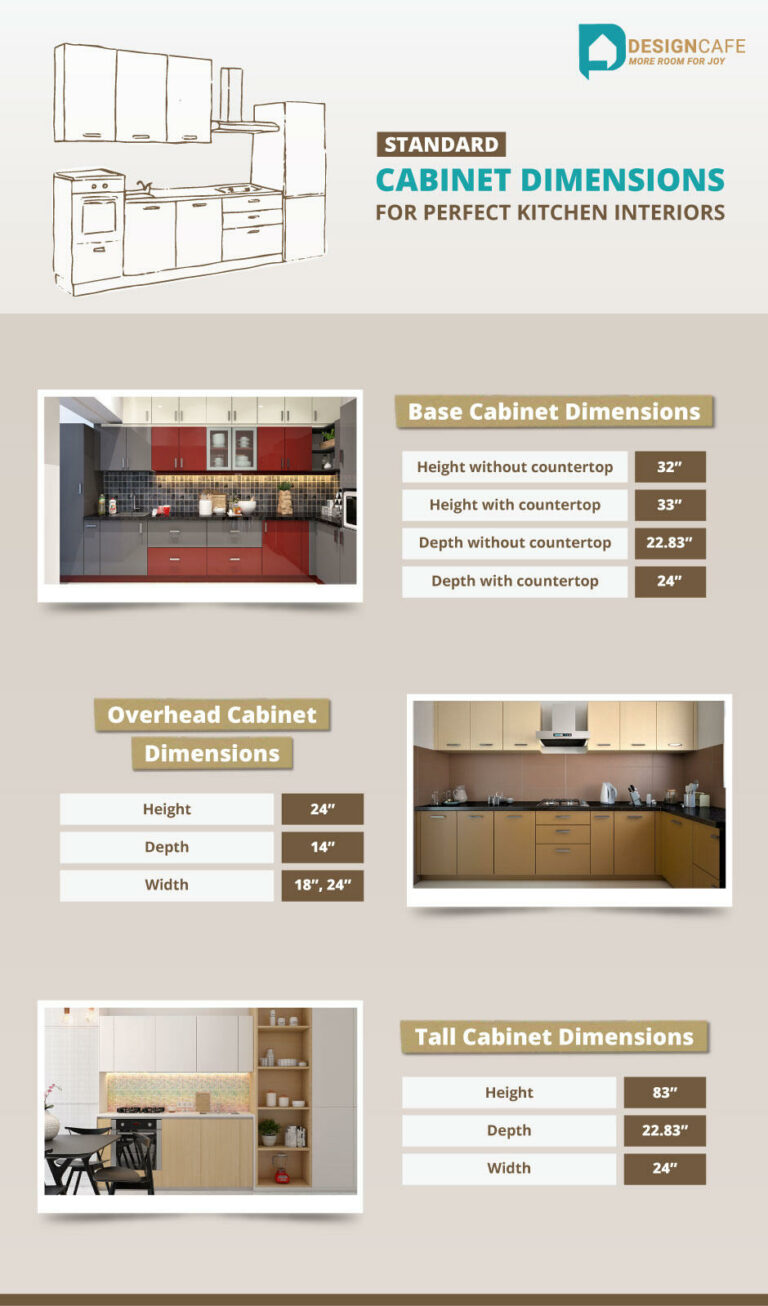 DESIGNCAFE
MORE ROOM FOR JOY
STANDARD
CABINET DIMENSIONS
FOR PERFECT KITCHEN INTERIORS
Base Cabinet Dimensions
Height without countertop 32”
Height with countertop 33”
Depth without countertop 22.83”
Depth with countertop 24”
Overhead Cabinet
Dimensions
Height 24”
Depth 14”
Width 18”, 24”
Tall Cabinet Dimensions
Height 83”
Depth 22.83”
Width 24”